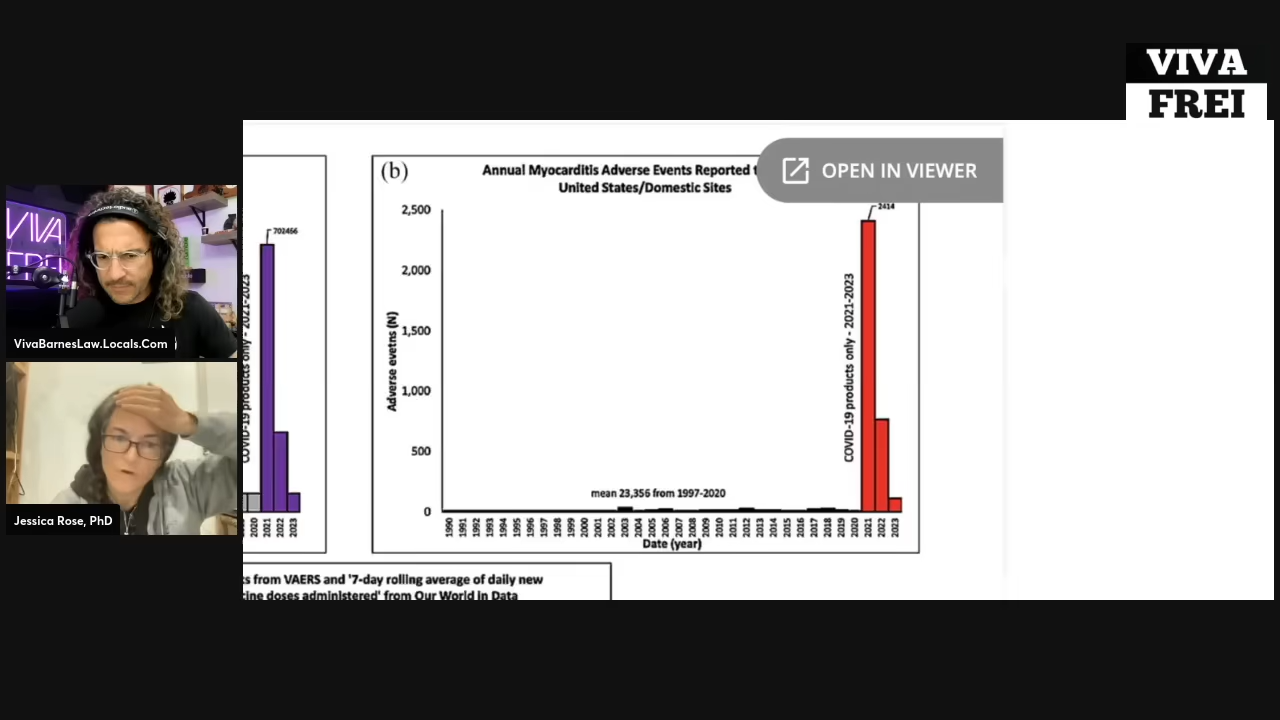 VIVA
FREI
VIVA
FREI
VivaBarnesLaw.Locals.Com
Jessica Rose, PhD
702466
COVID-19 products only - 2021-2023
2020
2021
2022
2023
(b)
Annual Myocarditis Adverse Events Reported
United States/Domestic Sites
OPEN IN VIEWER
2,500
2,000
1,500
1,000
500
0
Adverse evetns (N)
mean 23,356 from 1997-2020
COVID-19 products only - 2021-2023
2414
1990 1991 1992 1993 1994 1995 1996 1997 1998 1999 2000 2001 2002 2003 2004 2005 2006 2007 2008 2009 2010 2011 2012 2013 2014 2015 2016 2017 2018 2019 2020 2021 2022 2023
Date (year)
from VAERS and '7-day rolling average of daily new
doses administered' from Our World in Data